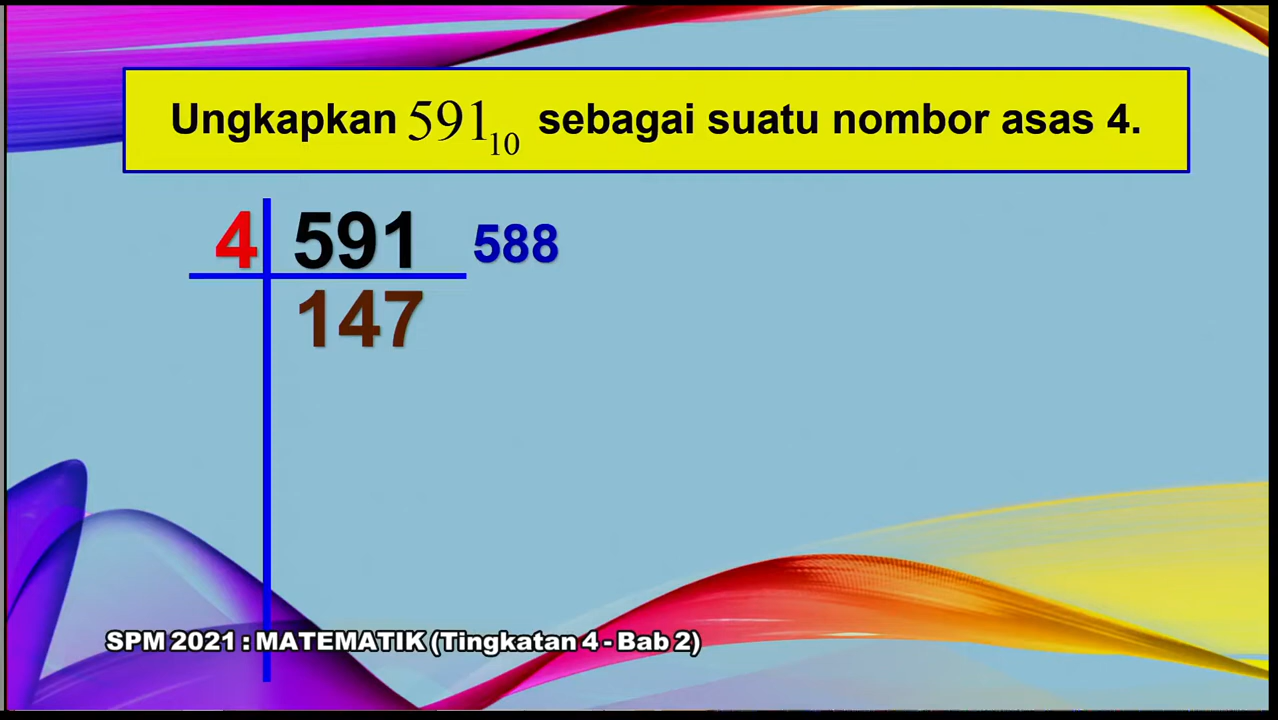 Ungkapkan 591₁₀ sebagai suatu nombor asas 4.
4 591 588
147
SPM 2021 : MATEMATIK (Tingkatan 4 - Bab 2)